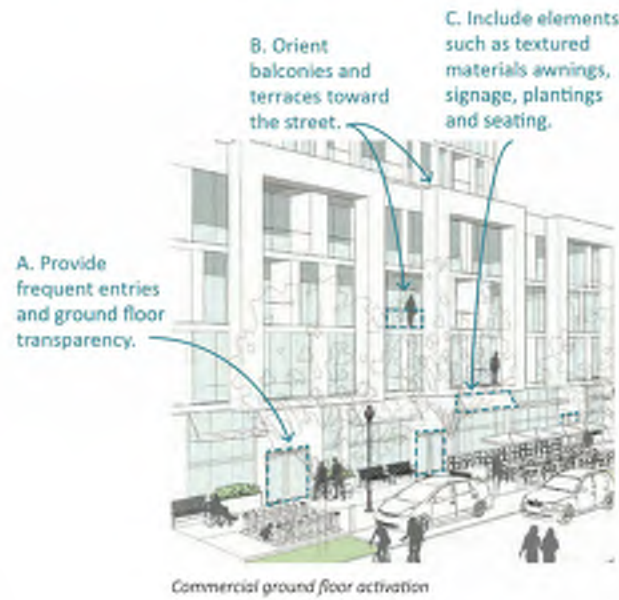 C. Include elements
such as textured
materials awnings,
signage, plantings
and seating.
B. Orient
balconies and
terraces toward
the street.
A. Provide
frequent entries
and ground floor
transparency.
Commercial ground floor activation